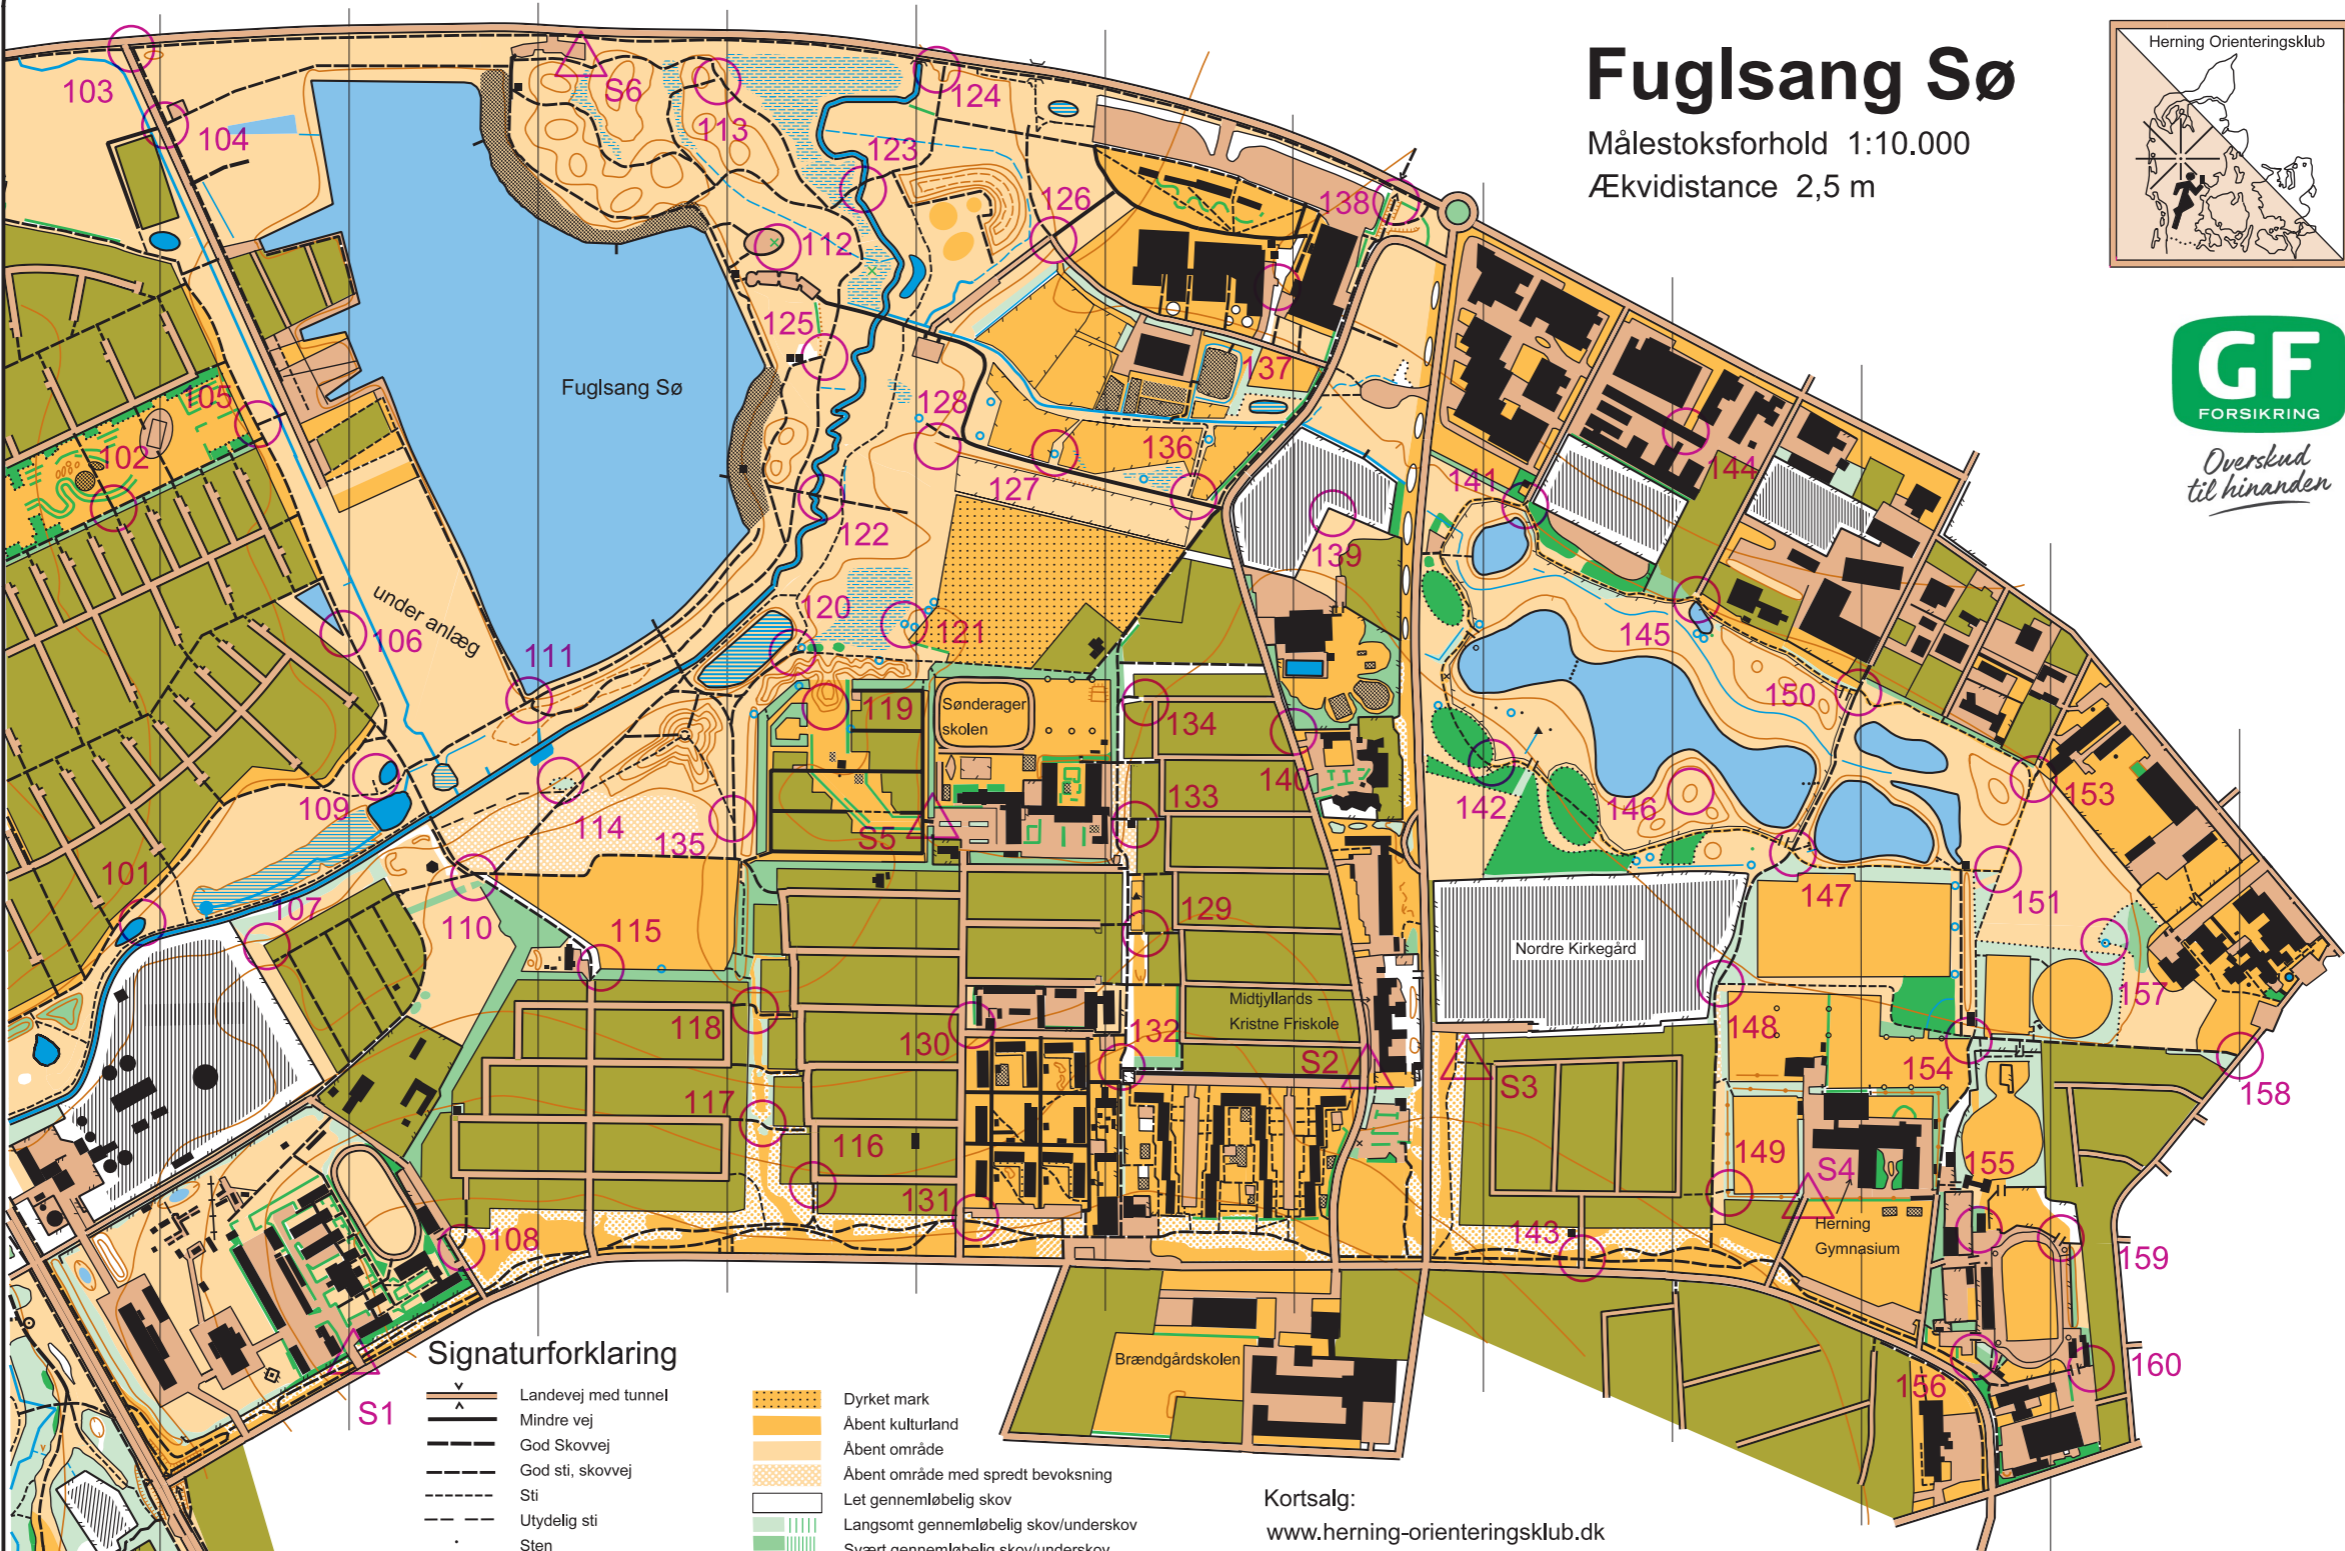 Fuglsang Sø
Målestoksforhold 1:10.000
Ækvidistance 2,5 m
Herning Orienteringsklub
GF
FORSIKRING
Overskud
til hinanden
103
104
S6
113
124
123
126
138
112
125
137
105
102
128
136
127
122
Fuglsang Sø
under anlæg
106
111
120
121
119
Sønderager
skolen
134
139
140
141
144
145
142
146
150
153
109
114
135
S5
133
101
107
110
115
129
147
151
Nordre Kirkegård
157
118
130
132
Midtjyllands
Kristne Friskole
S2
S3
148
154
158
117
116
131
149
155
S4
Herning
Gymnasium
143
159
108
S1
156
160
Brændgårdskolen
Signaturforklaring
Landevej med tunnel
Mindre vej
God Skovvej
God sti, skovvej
Sti
Utydelig sti
Sten
Dyrket mark
Åbent kulturland
Åbent område
Åbent område med spredt bevoksning
Let gennemløbelig skov
Langsomt gennemløbelig skov/underskov
Svært gennemløbelig skov/underskov
Kortsalg:
www.herning-orienteringsklub.dk